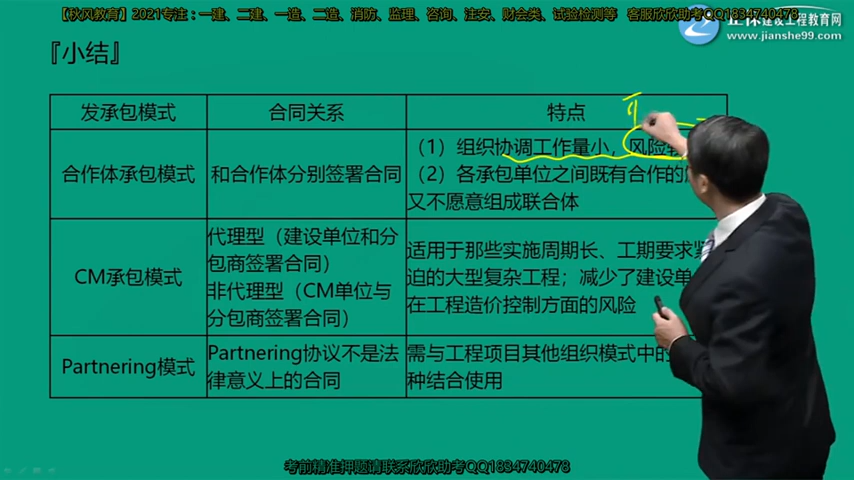 【秋风教育】2021专注：一建、二建、一造、二造、消防、监理、咨询、注安、财会类、试验检测等 客服欣欣助考QQ1834740478
建设工程教育网
www.jianshe99.com
『小结』
发承包模式 合同关系 特点
合作体承包模式 和合作体分别签署合同
（1）组织协调工作量小，风险
（2）各承包单位之间既有合作的
又不愿意组成联合体
CM承包模式
代理型（建设单位和分
包商签署合同）
非代理型（CM单位与
分包商签署合同）
适用于那些实施周期长、工期要求紧
迫的大型复杂工程；减少了建设单
在工程造价控制方面的风险
Partnering模式
Partnering协议不是法
律意义上的合同
需与工程项目其他组织模式中的
种结合使用
考前精准押题请联系欣欣助考QQ1834740478